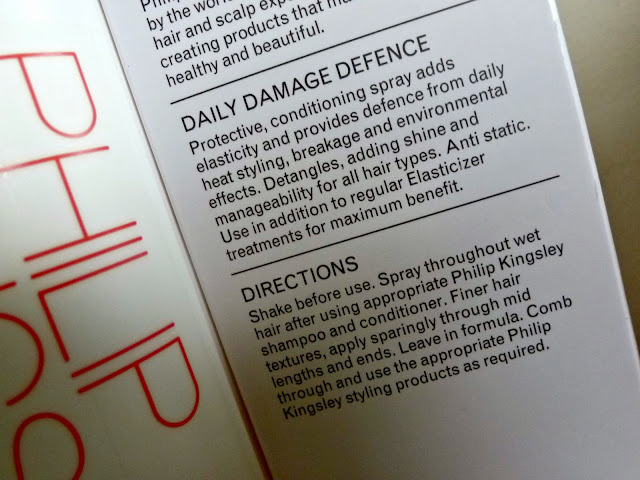 by the world
hair and scalp
creating products that
healthy and beautiful.
DAILY DAMAGE DEFENCE
Protective, conditioning spray adds
elasticity and provides defence from daily
heat styling, breakage and environmental
effects. Detangles, adding shine and
manageability for all hair types. Anti static.
Use in addition to regular Elasticizer
treatments for maximum benefit.
DIRECTIONS
Shake before use. Spray throughout wet
hair after using appropriate Philip Kingsley
shampoo and conditioner. Finer hair
textures, apply sparingly through mid
lengths and ends. Leave in formula. Comb
through and use the appropriate Philip
Kingsley styling products as required.
PHILIP